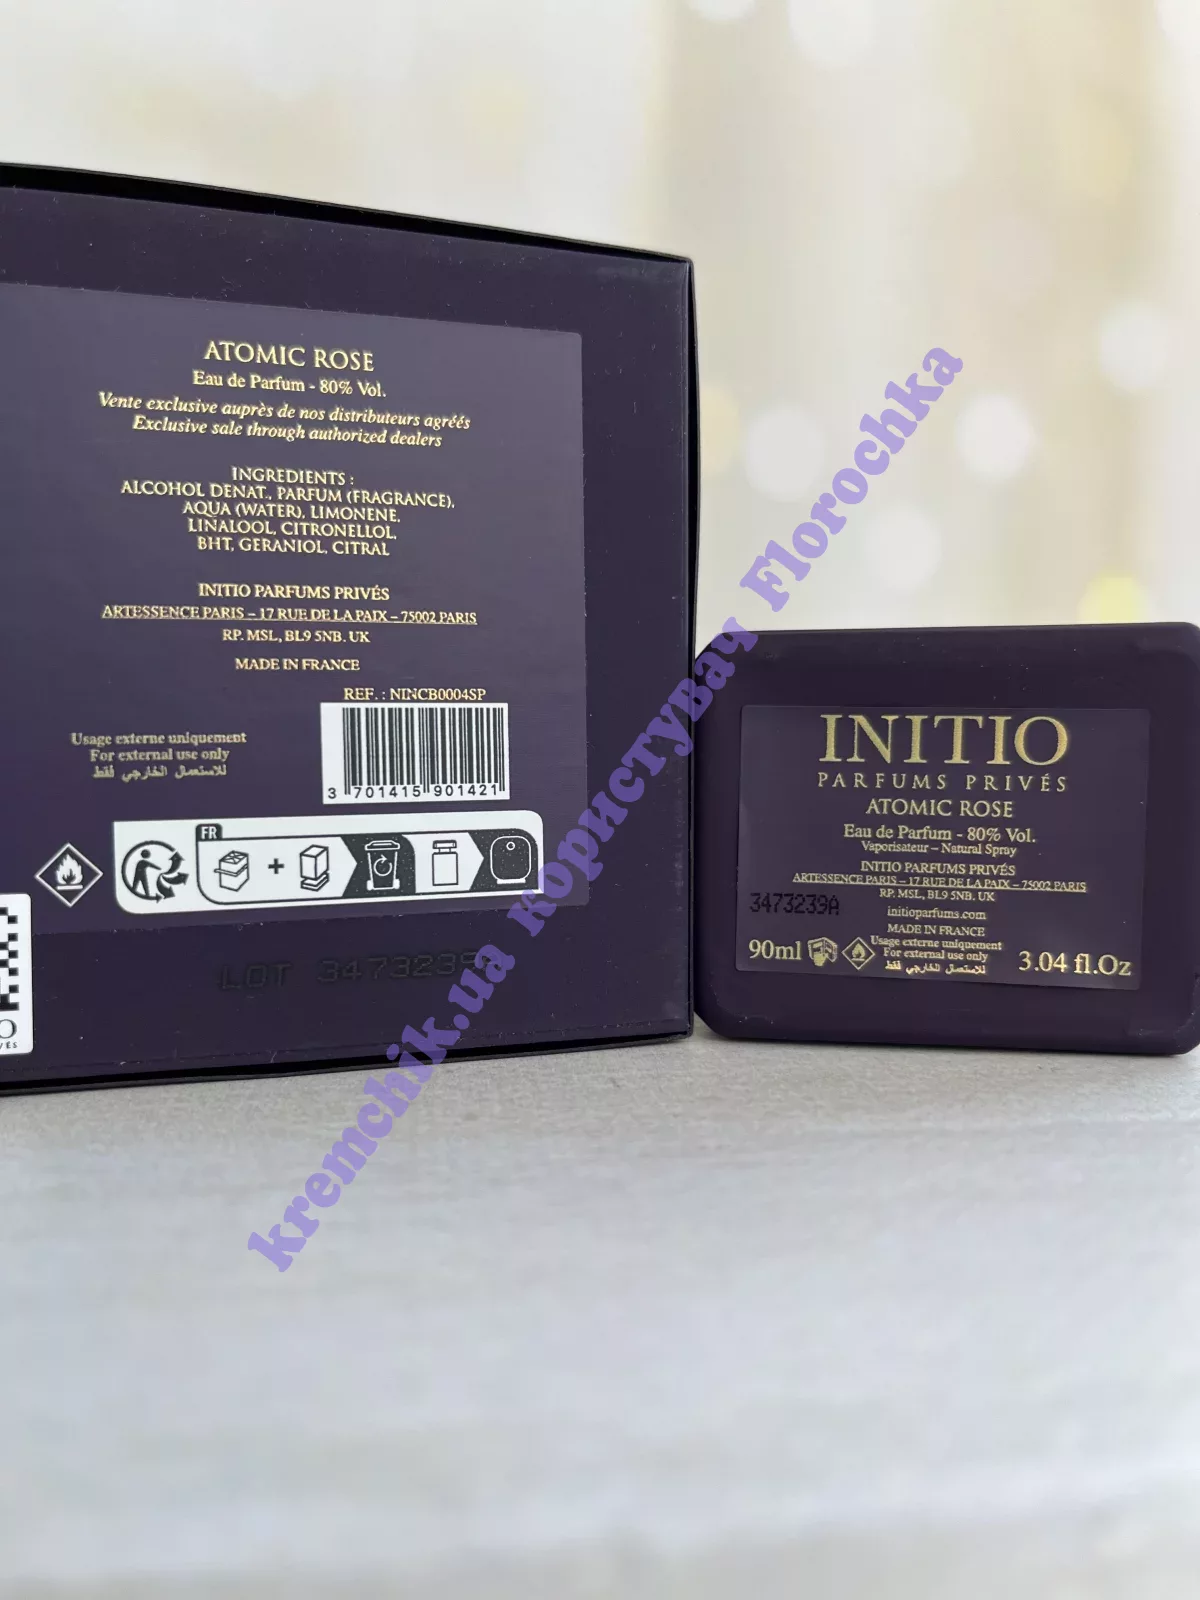 ATOMIC ROSE
Eau de Parfum - 80% Vol.
Vente exclusive auprès de nos distributeurs agréés
Exclusive sale through authorized dealers
INGREDIENTS :
ALCOHOL DENAT., PARFUM (FRAGRANCE),
AQUA (WATER), LIMONENE,
LINALOOL, CITRONELLOL,
BHT, GERANIOL, CITRAL
INITIO PARFUMS PRIVÉS
ARTESSENCE PARIS – 17 RUE DE LA PAIX – 75002 PARIS
RP. MSL, BL9 5NB. UK
MADE IN FRANCE
REF. : NINCB0004SP
3 701415 901421
Usage externe uniquement
For external use only
للاستعمال الخارجي فقط
FR
LOT 3473239
INITIO
PARFUMS PRIVÉS
ATOMIC ROSE
Eau de Parfum - 80% Vol.
Vaporisateur – Natural Spray
INITIO PARFUMS PRIVÉS
ARTESSENCE PARIS – 17 RUE DE LA PAIX – 75002 PARIS
RP. MSL, BL9 5NB. UK
3473239A
initioparfums.com
MADE IN FRANCE
90ml
Usage externe uniquement
For external use only
للاستعمال الخارجي فقط
3.04 fl.Oz
kremchik.ua користувач Florochka